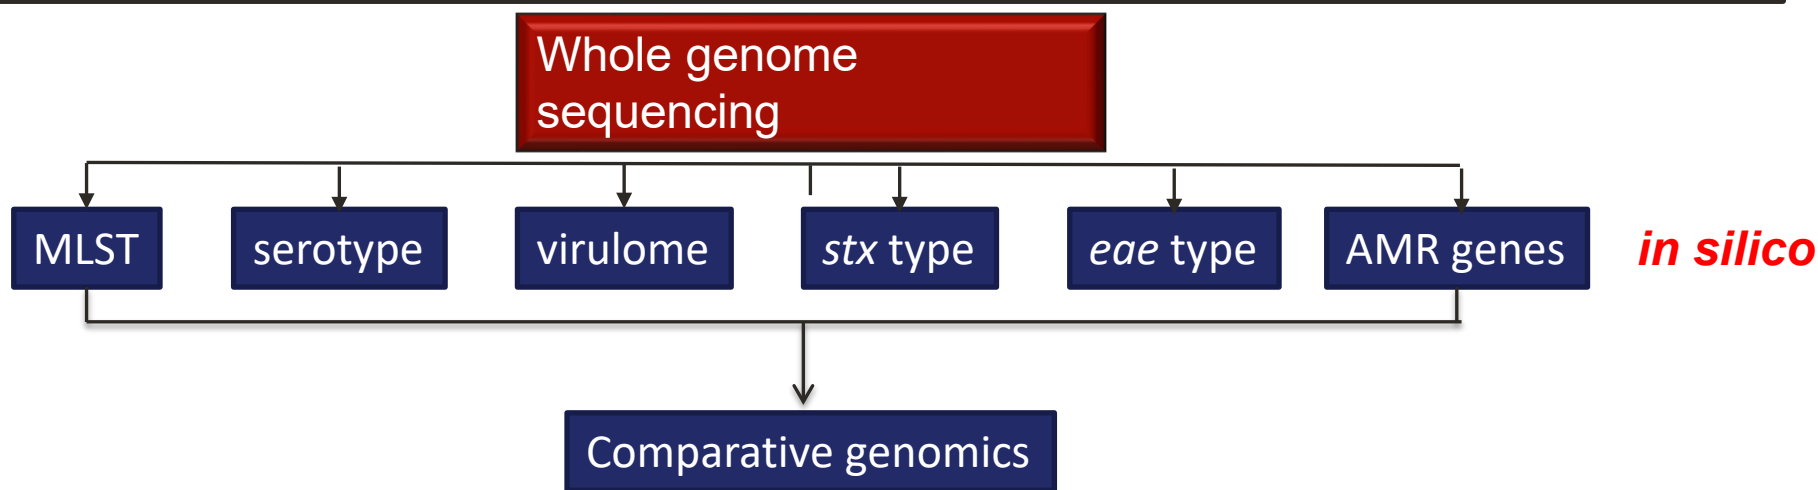 Whole genome
sequencing
MLST
serotype
virulome
stx type
eae type
AMR genes
in silico
Comparative genomics